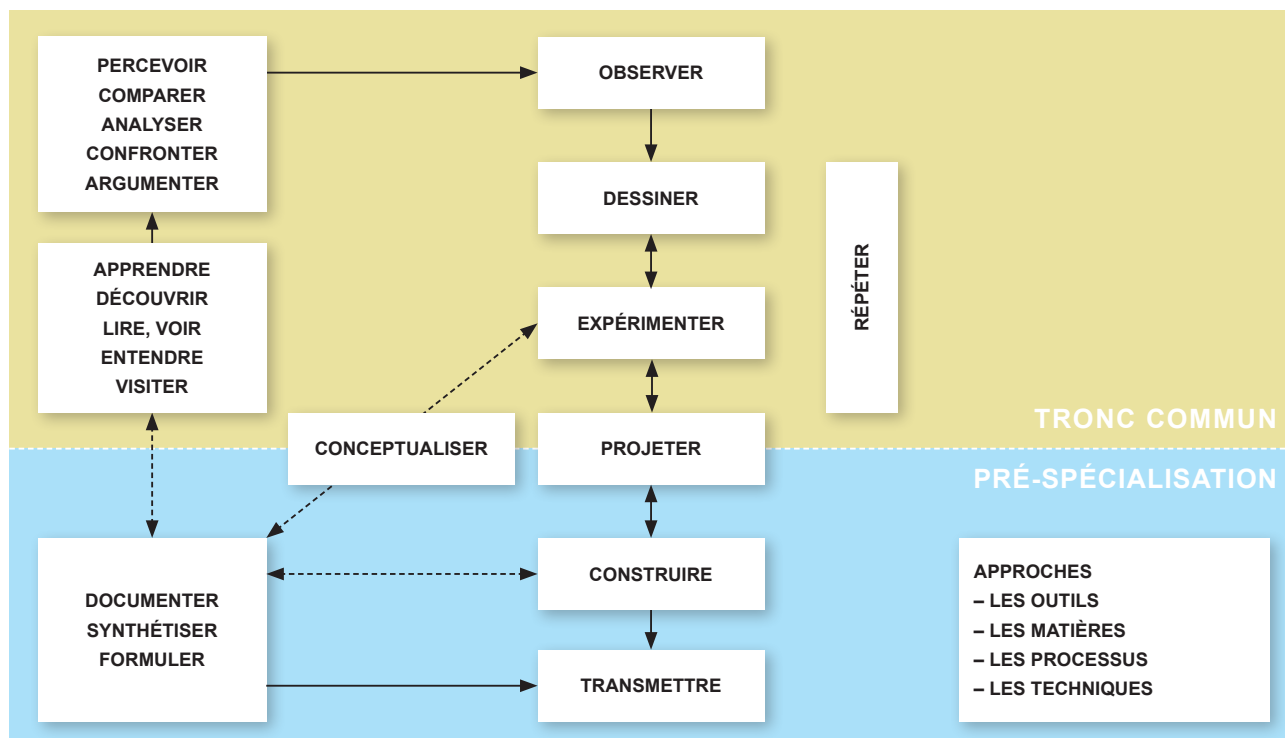 PERCEVOIR
COMPARER
ANALYSER
CONFRONTER
ARGUMENTER
OBSERVER
DESSINER
RÉPÉTER
APPRENDRE
DÉCOUVRIR
LIRE, VOIR
ENTENDRE
VISITER
EXPÉRIMENTER
TRONC COMMUN
CONCEPTUALISER
PROJETER
PRÉ-SPÉCIALISATION
DOCUMENTER
SYNTHÉTISER
FORMULER
CONSTRUIRE
TRANSMETTRE
APPROCHES
– LES OUTILS
– LES MATIÈRES
– LES PROCESSUS
– LES TECHNIQUES